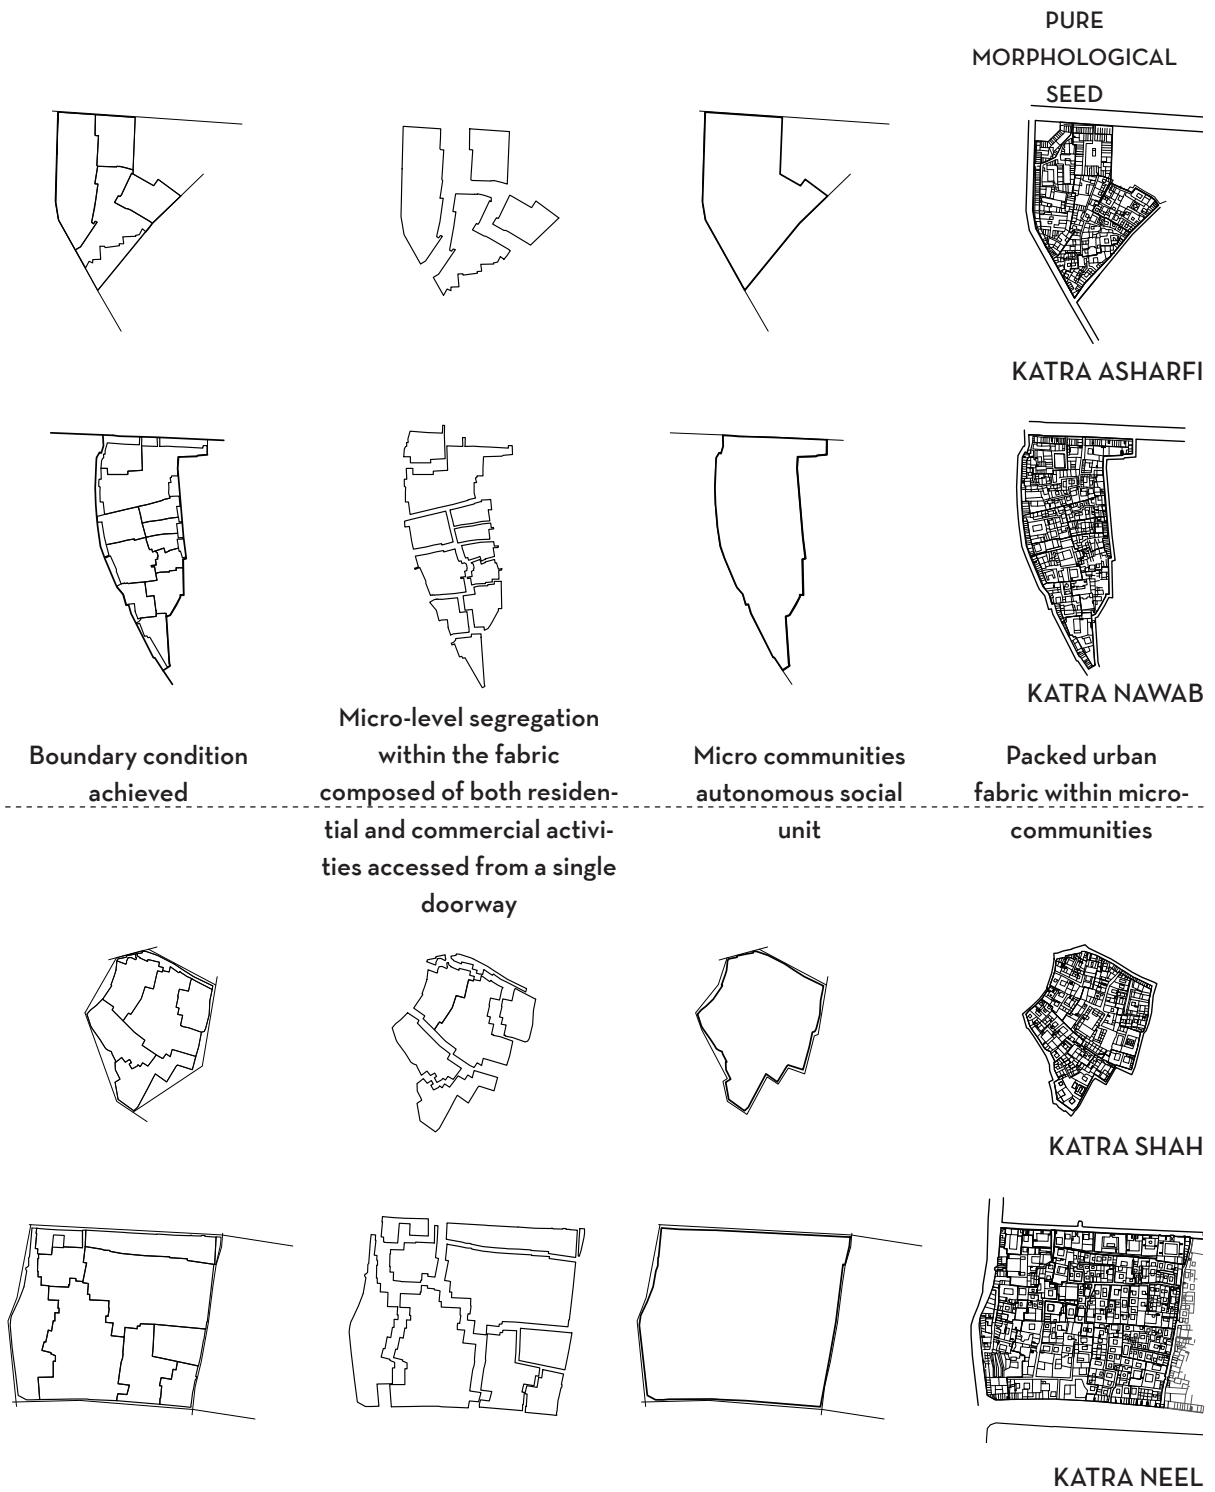 PURE
MORPHOLOGICAL
SEED
KATRA ASHARFI
KATRA NAWAB
Boundary condition
achieved
Micro-level segregation
within the fabric
composed of both residen-
tial and commercial activi-
ties accessed from a single
doorway
Micro communities
autonomous social
unit
Packed urban
fabric within micro-
communities
KATRA SHAH
KATRA NEEL